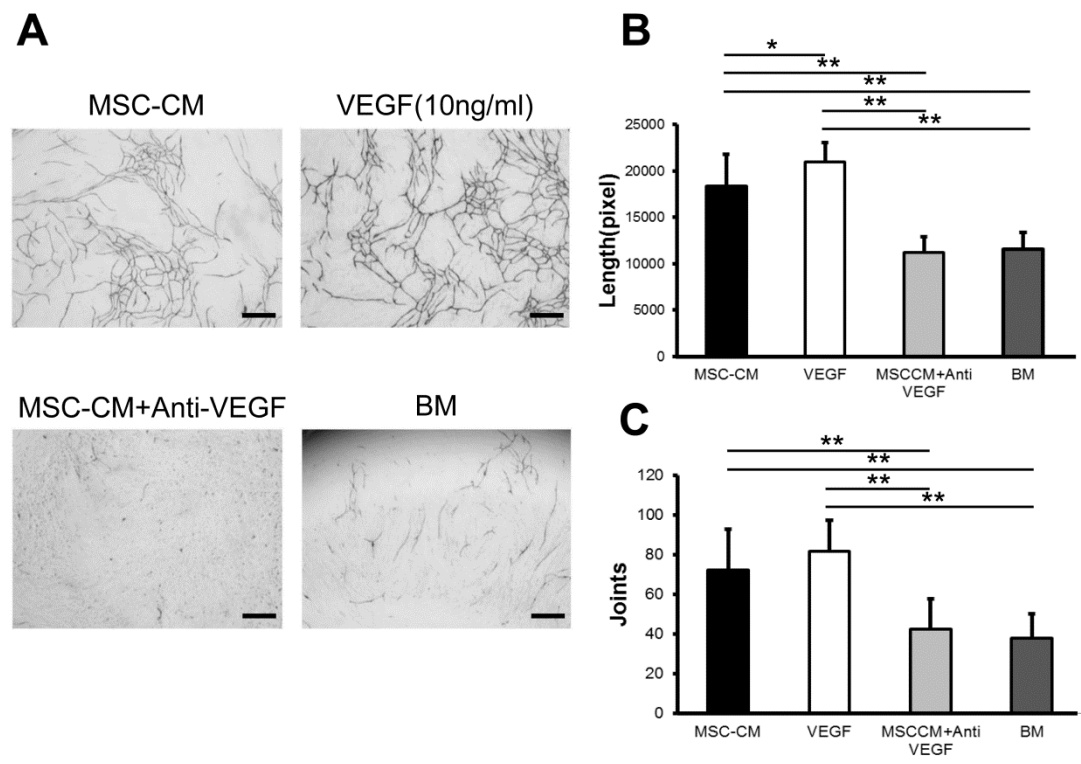 A
MSC-CM
VEGF(10ng/ml)
MSC-CM+Anti-VEGF
BM
B
*
**
**
**
**
25000
20000
15000
10000
5000
0
Length(pixel)
MSC-CM
VEGF
MSCCM+Anti
VEGF
BM
C
**
**
**
**
120
100
80
60
40
20
0
Joints
MSC-CM
VEGF
MSCCM+Anti
VEGF
BM